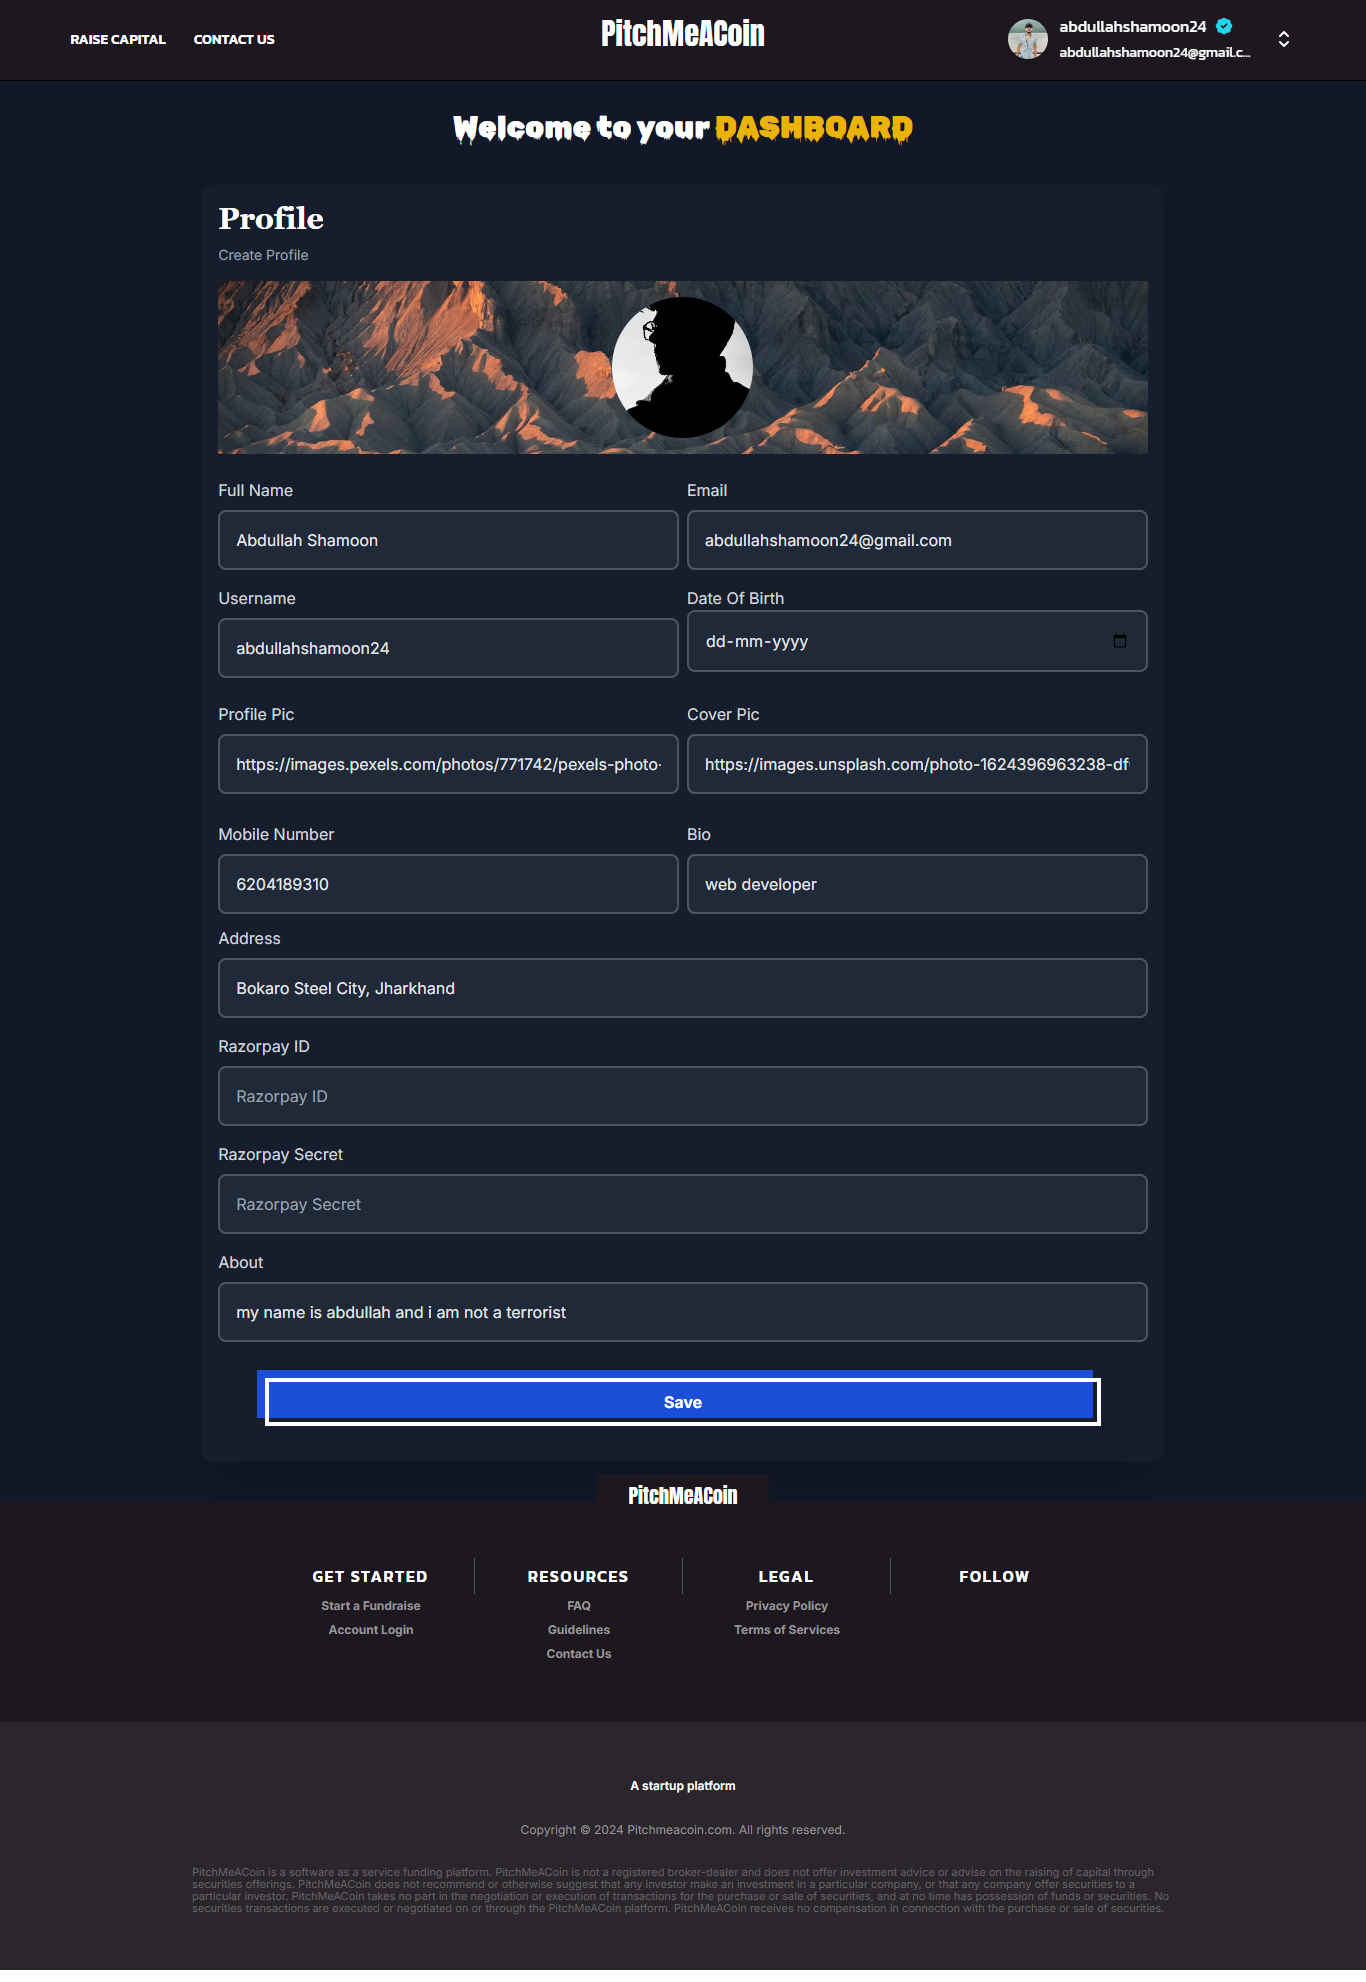 RAISE CAPITAL CONTACT US
PitchMeACoin
abdullahshamoon24
abdullahshamoon24@gmail.c...
Welcome to your DASHBOARD
Profile
Create Profile
Full Name
Abdullah Shamoon
Email
abdullahshamoon24@gmail.com
Username
abdullahshamoon24
Date Of Birth
dd-mm-yyyy
Profile Pic
https://images.pexels.com/photos/771742/pexels-photo-
Cover Pic
https://images.unsplash.com/photo-1624396963238-df
Mobile Number
6204189310
Bio
web developer
Address
Bokaro Steel City, Jharkhand
Razorpay ID
Razorpay ID
Razorpay Secret
Razorpay Secret
About
my name is abdullah and i am not a terrorist
Save
PitchMeACoin
GET STARTED
Start a Fundraise
Account Login
RESOURCES
FAQ
Guidelines
Contact Us
LEGAL
Privacy Policy
Terms of Services
FOLLOW
A startup platform
Copyright © 2024 Pitchmeacoin.com. All rights reserved.
PitchMeACoin is a software as a service funding platform. PitchMeACoin is not a registered broker-dealer and does not offer investment advice or advise on the raising of capital through
securities offerings. PitchMeACoin does not recommend or otherwise suggest that any investor make an investment in a particular company, or that any company offer securities to a
particular investor. PitchMeACoin takes no part in the negotiation or execution of transactions for the purchase or sale of securities, and at no time has possession of funds or securities. No
securities transactions are executed or negotiated on or through the PitchMeACoin platform. PitchMeACoin receives no compensation in connection with the purchase or sale of securities.